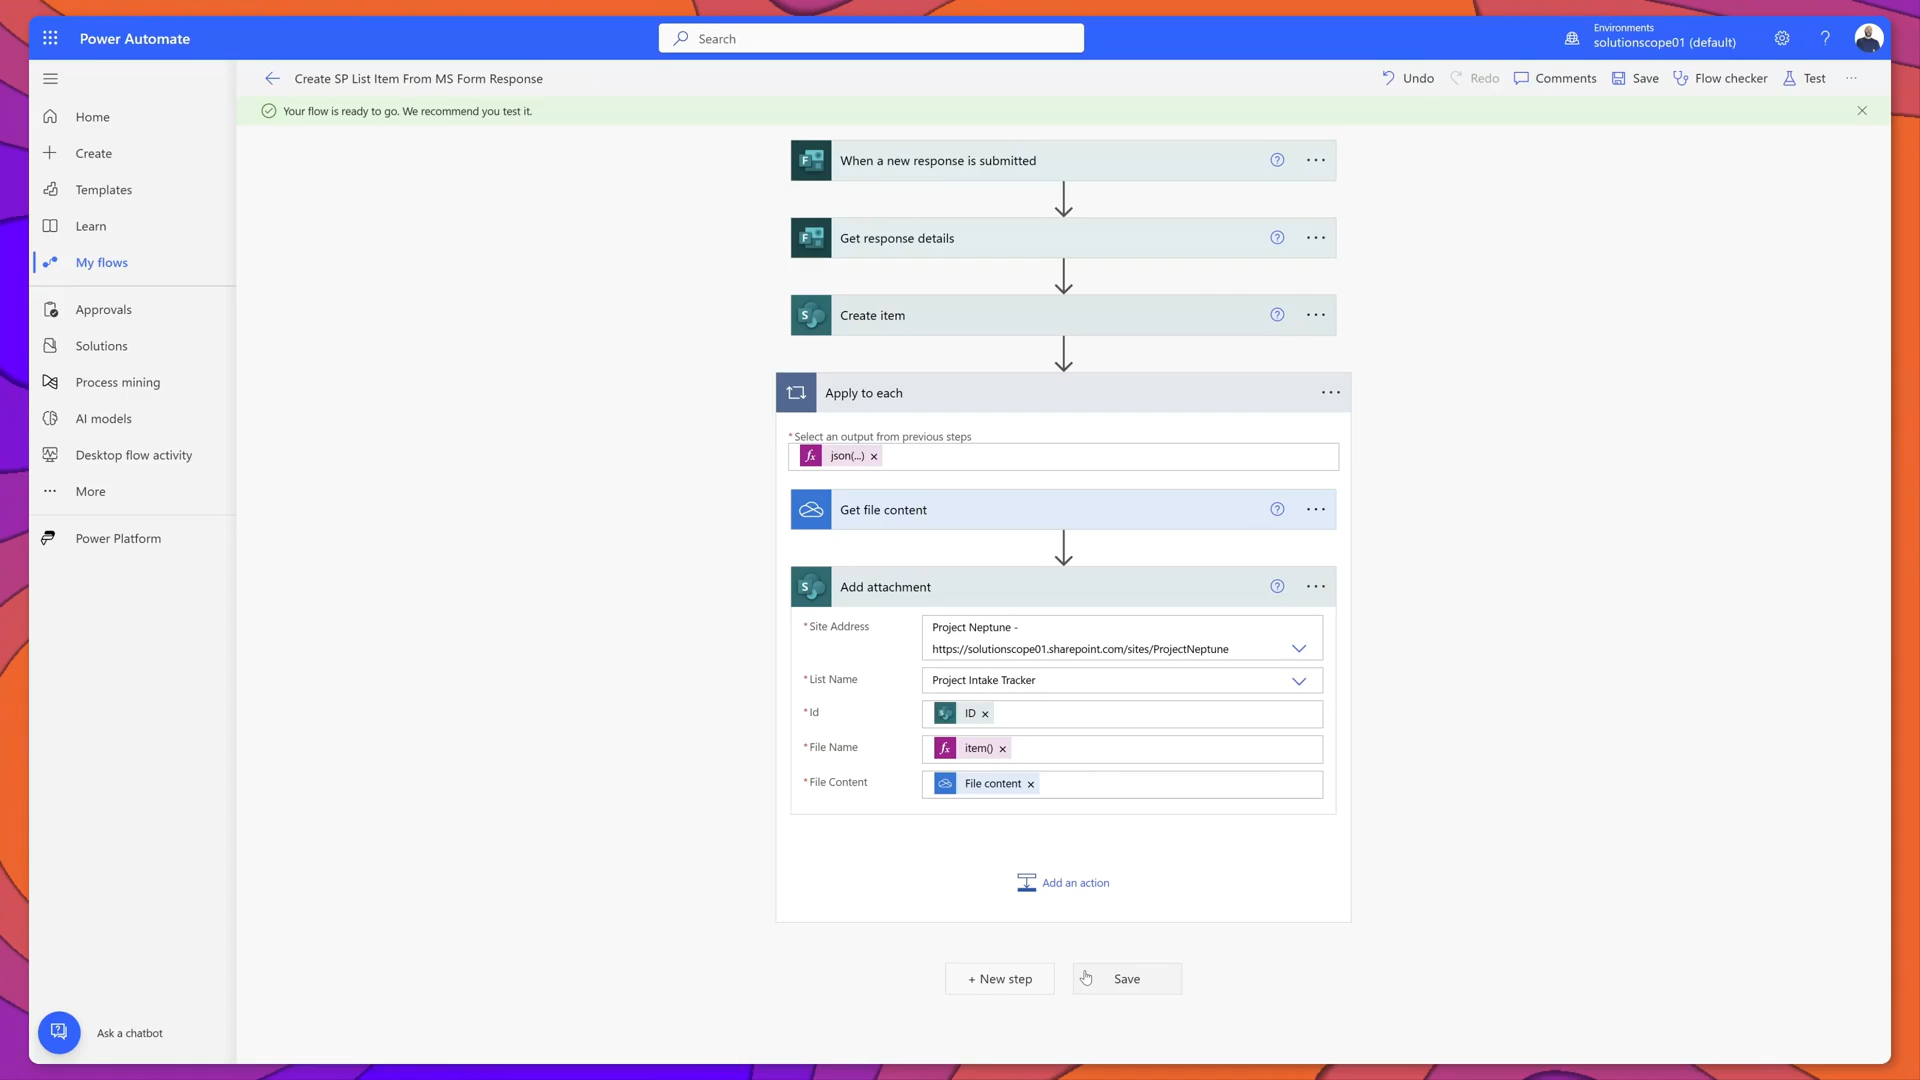 Power Automate
Search
Environments
solutionscope01 (default)
?
Create SP List Item From MS Form Response
Undo
Redo
Comments
Save
Flow checker
Test
Your flow is ready to go. We recommend you test it.
Home
Create
Templates
Learn
My flows
Approvals
Solutions
Process mining
AI models
Desktop flow activity
More
Power Platform
Ask a chatbot
F
When a new response is submitted
?
F
Get response details
?
S
Create item
?
Apply to each
* Select an output from previous steps
fx json(...) ×
Get file content
?
S
Add attachment
?
* Site Address
Project Neptune -
https://solutionscope01.sharepoint.com/sites/ProjectNeptune
* List Name
Project Intake Tracker
* Id
S ID ×
* File Name
fx item() ×
* File Content
File content ×
Add an action
+ New step
Save